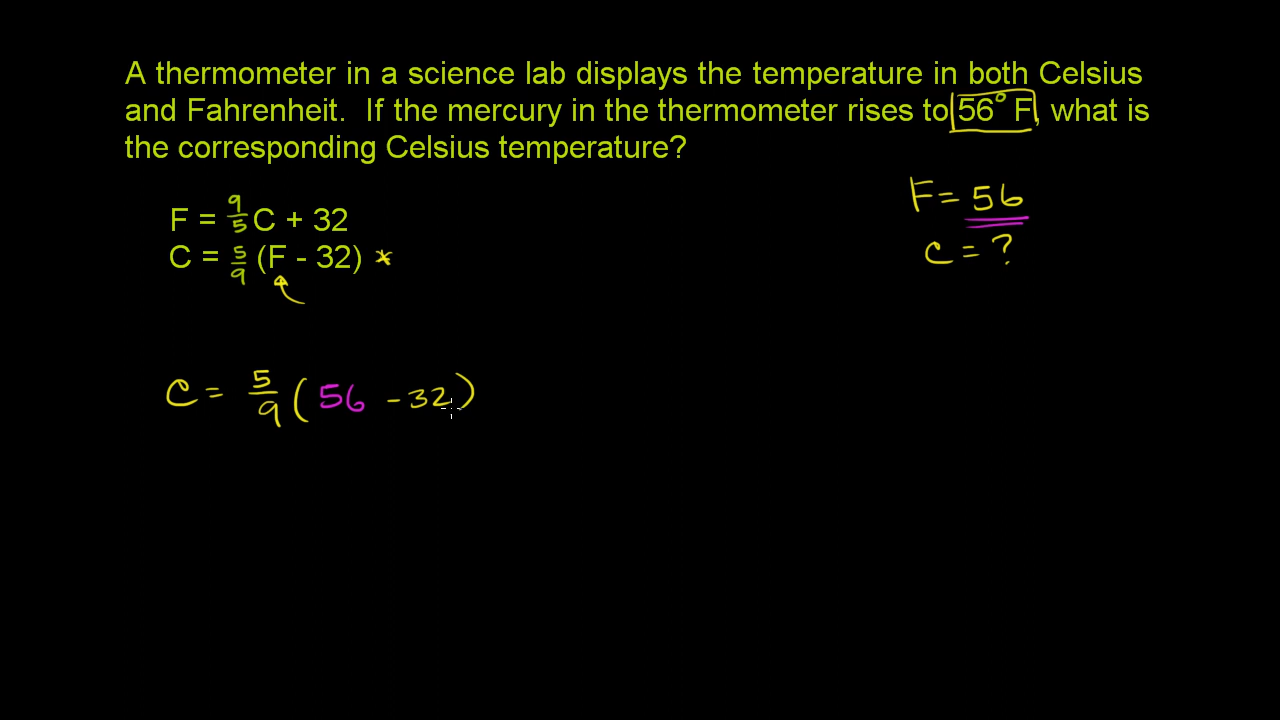 A thermometer in a science lab displays the temperature in both Celsius
and Fahrenheit. If the mercury in the thermometer rises to 56° F, what is
the corresponding Celsius temperature?
F = 9/5 C + 32
C = 5/9 (F - 32) *
F = 56
C = ?
C = 5/9 (56 - 32)